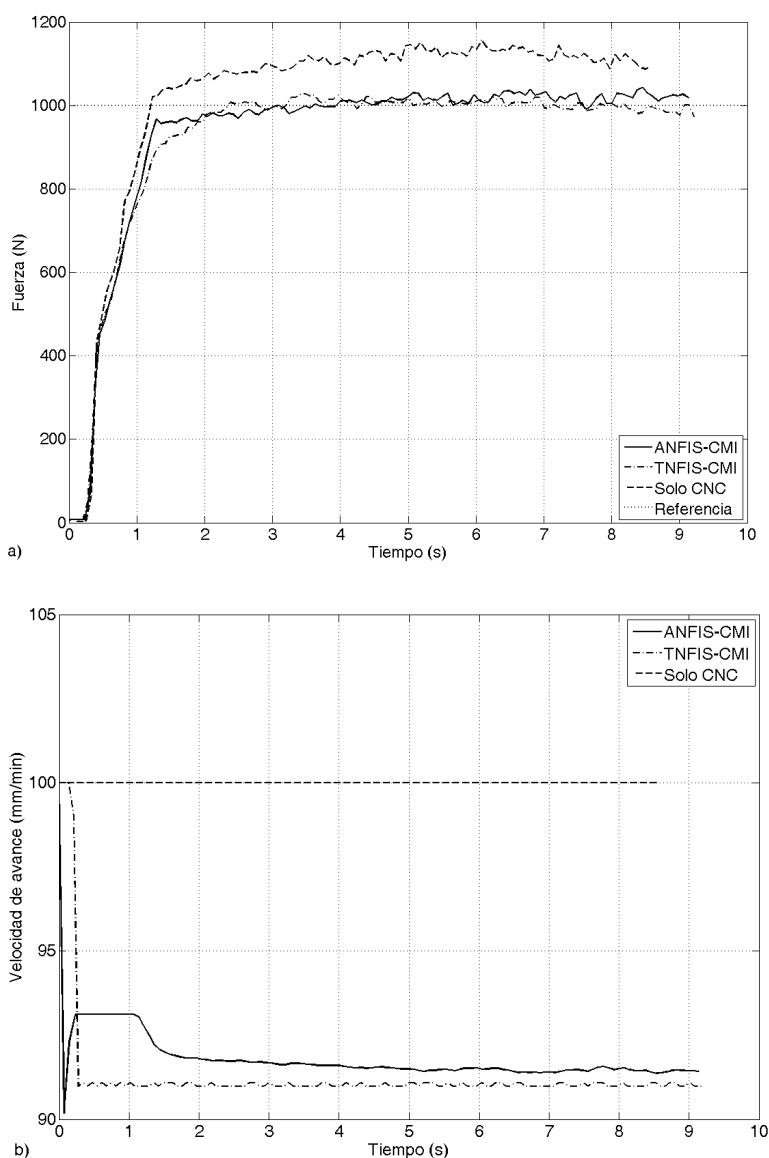 1200
1000
800
600
400
200
0
Fuerza (N)
ANFIS-CMI
TNFIS-CMI
Solo CNC
Referencia
0 1 2 3 4 5 6 7 8 9 10
Tiempo (s)
a)
105
100
95
90
Velocidad de avance (mm/min)
ANFIS-CMI
TNFIS-CMI
Solo CNC
0 1 2 3 4 5 6 7 8 9 10
Tiempo (s)
b)